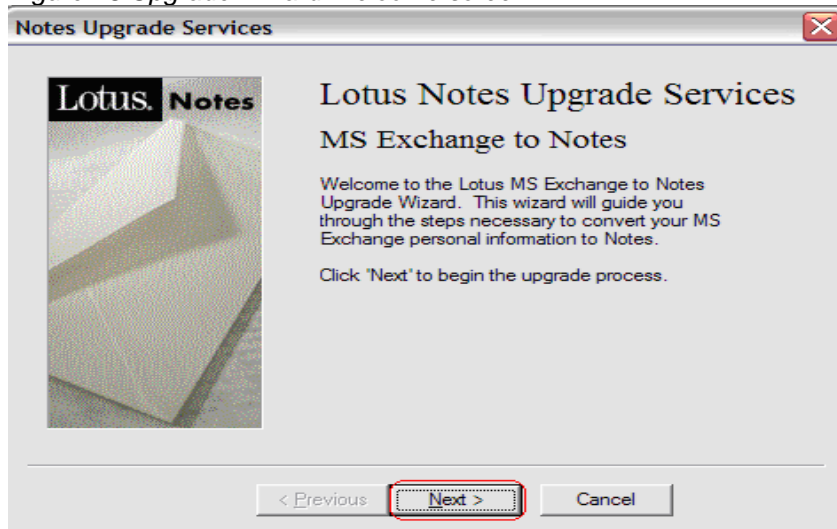 Notes Upgrade Services
Lotus. Notes
Lotus Notes Upgrade Services
MS Exchange to Notes
Welcome to the Lotus MS Exchange to Notes
Upgrade Wizard. This wizard will guide you
through the steps necessary to convert your MS
Exchange personal information to Notes.
Click 'Next' to begin the upgrade process.
< Previous
Next >
Cancel